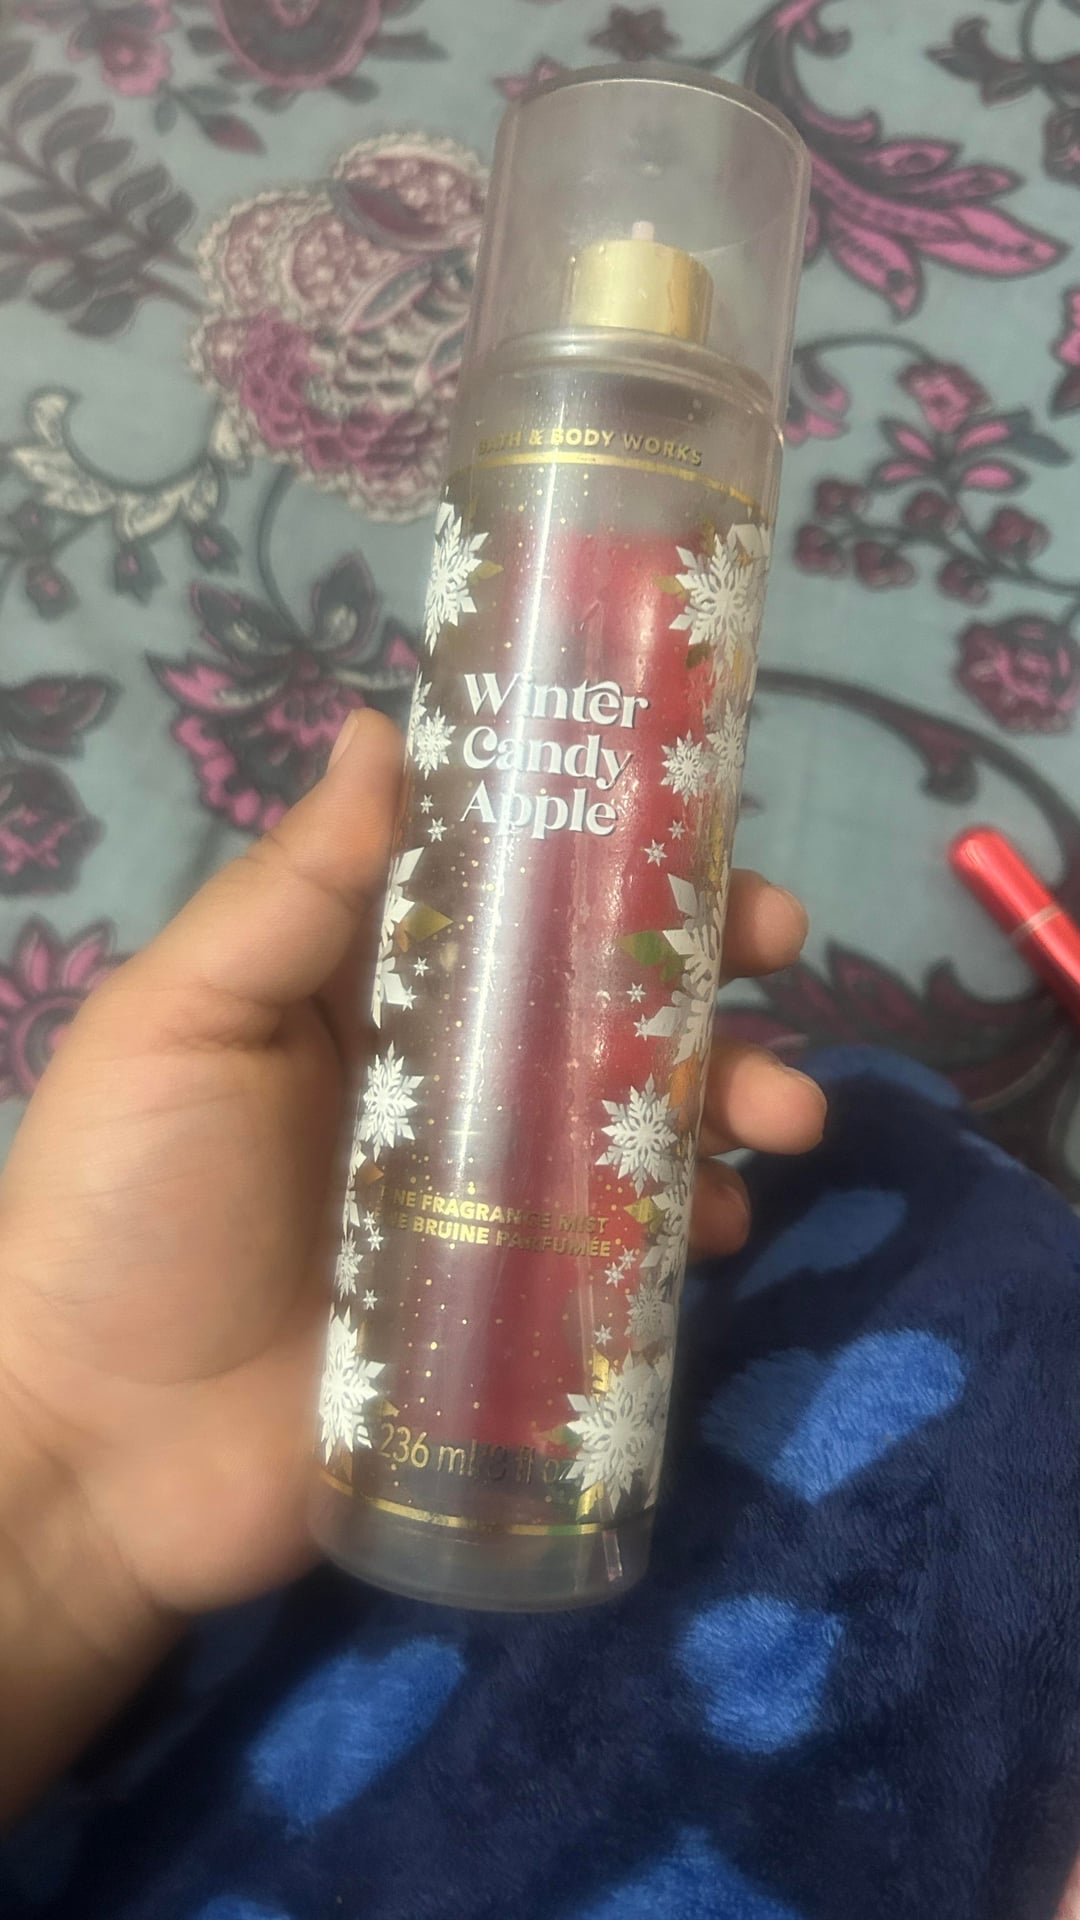 BATH & BODY WORKS
Winter
Candy
Apple
FINE FRAGRANCE MIST
BRUINE PARFUMÉE
236 ml/8 fl oz